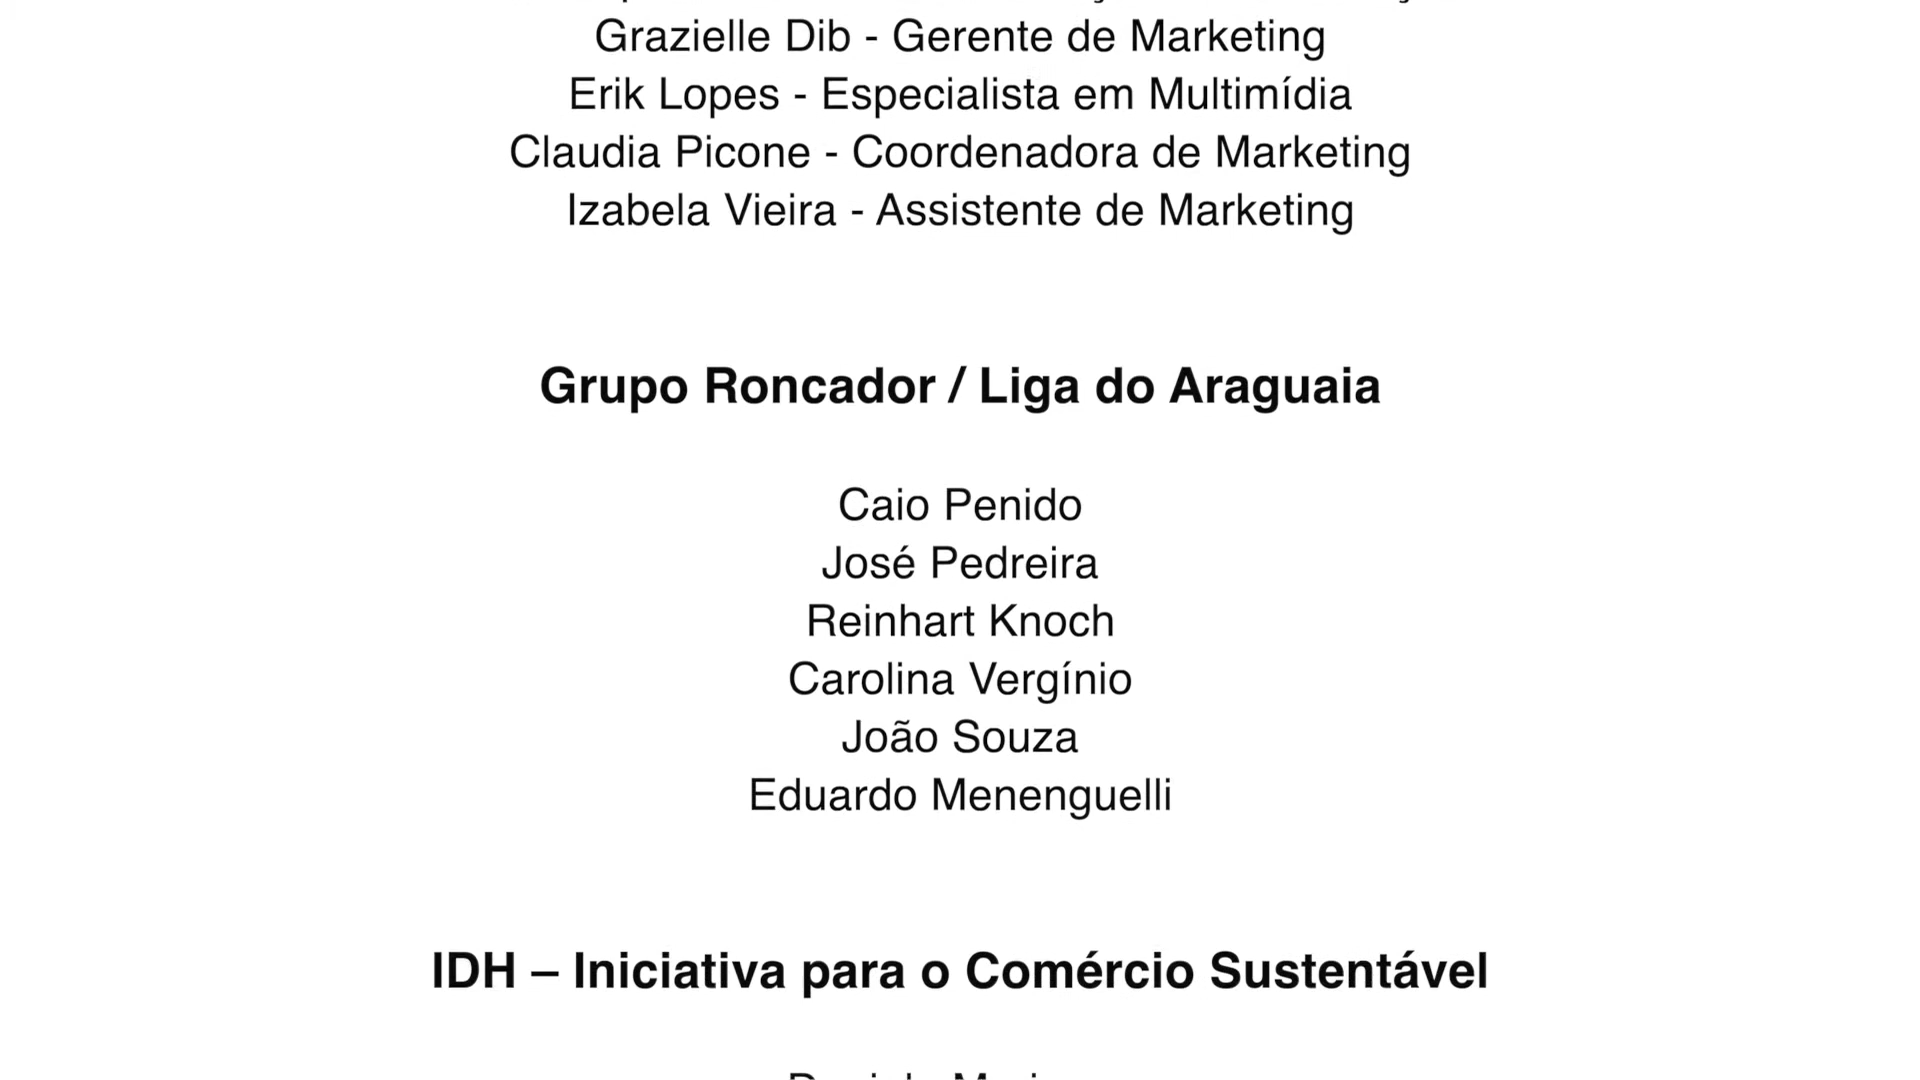 Grazielle Dib - Gerente de Marketing
Erik Lopes - Especialista em Multimídia
Claudia Picone - Coordenadora de Marketing
Izabela Vieira - Assistente de Marketing
Grupo Roncador / Liga do Araguaia
Caio Penido
José Pedreira
Reinhart Knoch
Carolina Vergínio
João Souza
Eduardo Menenguelli
IDH – Iniciativa para o Comércio Sustentável